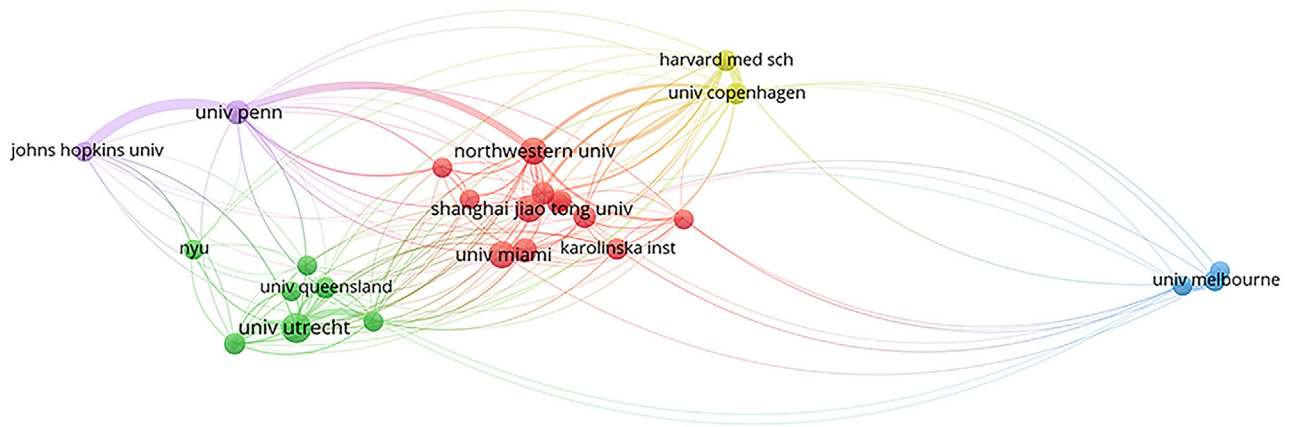 harvard med sch
univ copenhagen
univ penn
johns hopkins univ
northwestern univ
shanghai jiao tong univ
nyu
karolinska inst
univ miami
univ melbourne
univ queensland
univ utrecht